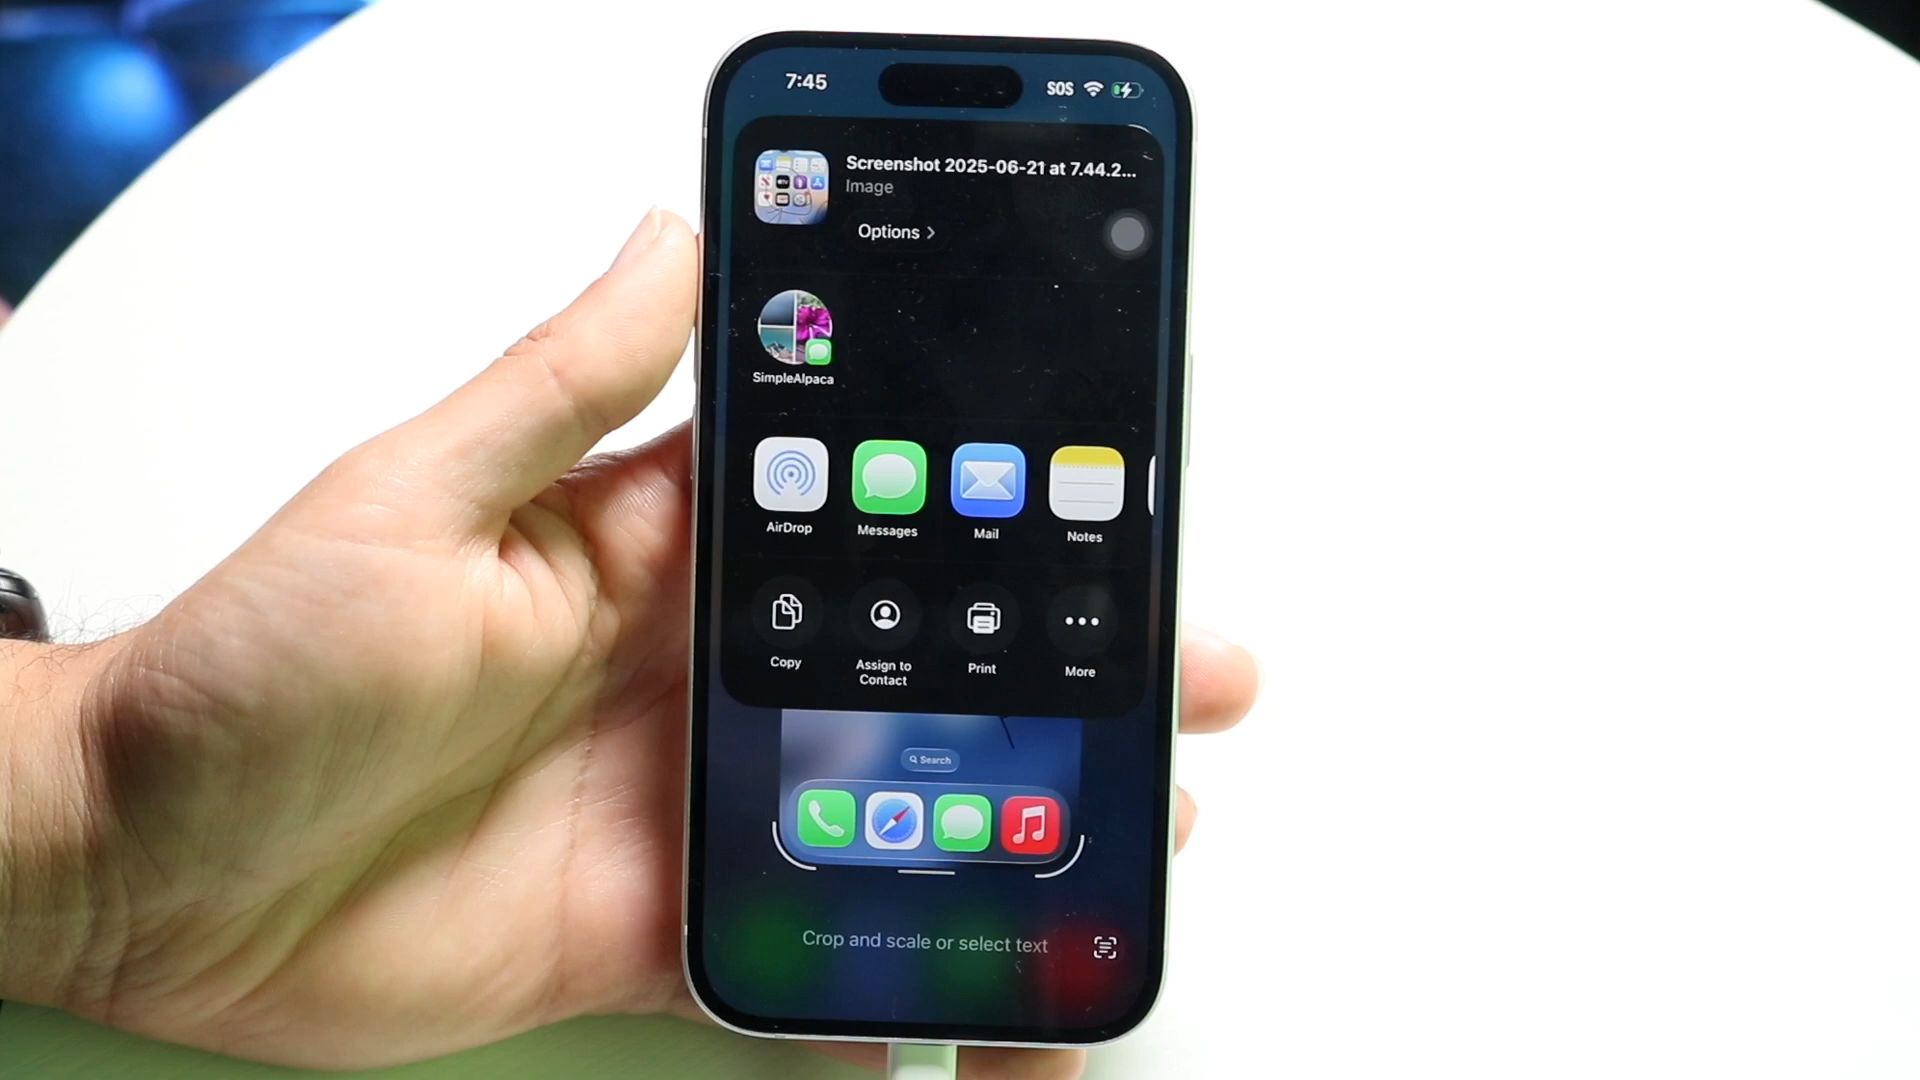 7:45
SOS
Screenshot 2025-06-21 at 7.44.2...
Image
Options
SimpleAlpaca
AirDrop
Messages
Mail
Notes
Copy
Assign to
Contact
Print
More
Search
Crop and scale or select text